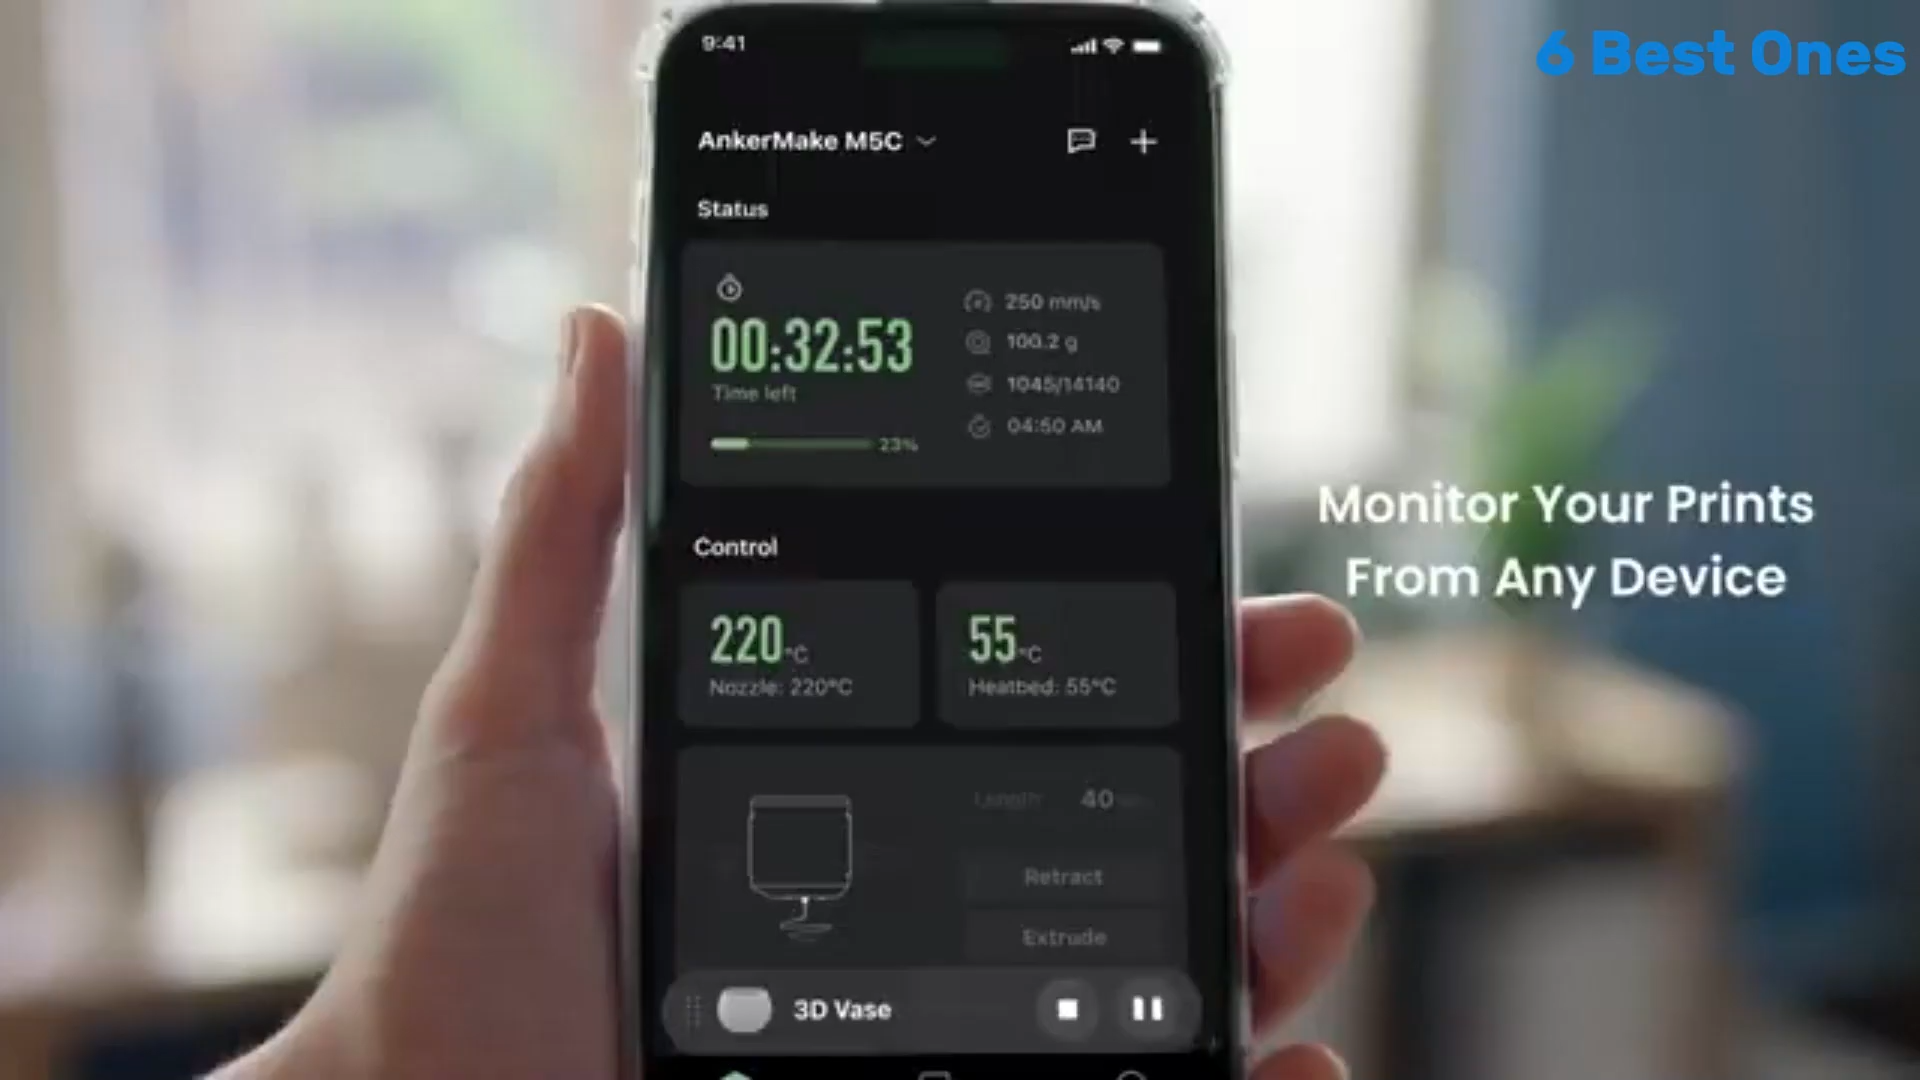 6 Best Ones
9:41
AnkerMake M5C
Status
00:32:53
Time left
23%
250 mm/s
100.2 g
1045/14140
04:50 AM
Monitor Your Prints
From Any Device
Control
220°C
Nozzle: 220°C
55°C
Heatbed: 55°C
Length 40
Retract
Extrude
3D Vase